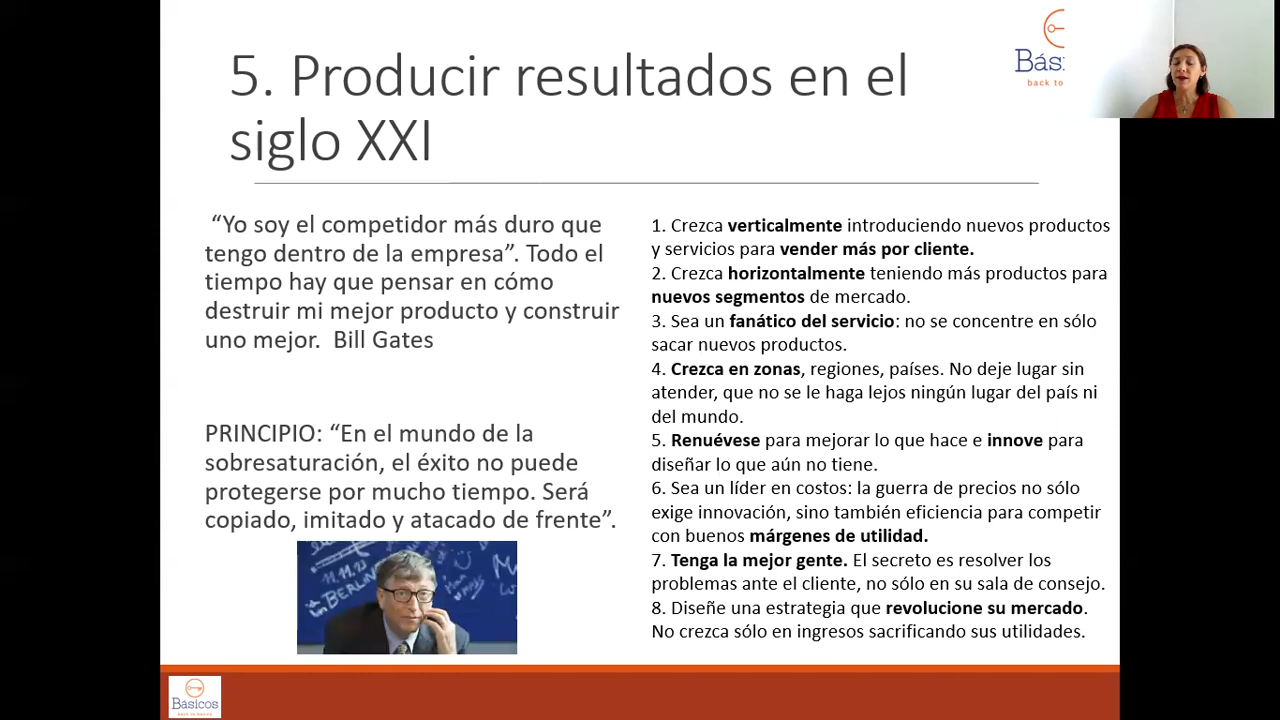 5. Producir resultados en el
siglo XXI
Bás
back to
“Yo soy el competidor más duro que
tengo dentro de la empresa”. Todo el
tiempo hay que pensar en cómo
destruir mi mejor producto y construir
uno mejor. Bill Gates
PRINCIPIO: “En el mundo de la
sobresaturación, el éxito no puede
protegerse por mucho tiempo. Será
copiado, imitado y atacado de frente”.
11.11.23
in BERLIN
1. Crezca verticalmente introduciendo nuevos productos
y servicios para vender más por cliente.
2. Crezca horizontalmente teniendo más productos para
nuevos segmentos de mercado.
3. Sea un fanático del servicio: no se concentre en sólo
sacar nuevos productos.
4. Crezca en zonas, regiones, países. No deje lugar sin
atender, que no se le haga lejos ningún lugar del país ni
del mundo.
5. Renuévese para mejorar lo que hace e innove para
diseñar lo que aún no tiene.
6. Sea un líder en costos: la guerra de precios no sólo
exige innovación, sino también eficiencia para competir
con buenos márgenes de utilidad.
7. Tenga la mejor gente. El secreto es resolver los
problemas ante el cliente, no sólo en su sala de consejo.
8. Diseñe una estrategia que revolucione su mercado.
No crezca sólo en ingresos sacrificando sus utilidades.
Básicos
back to basics